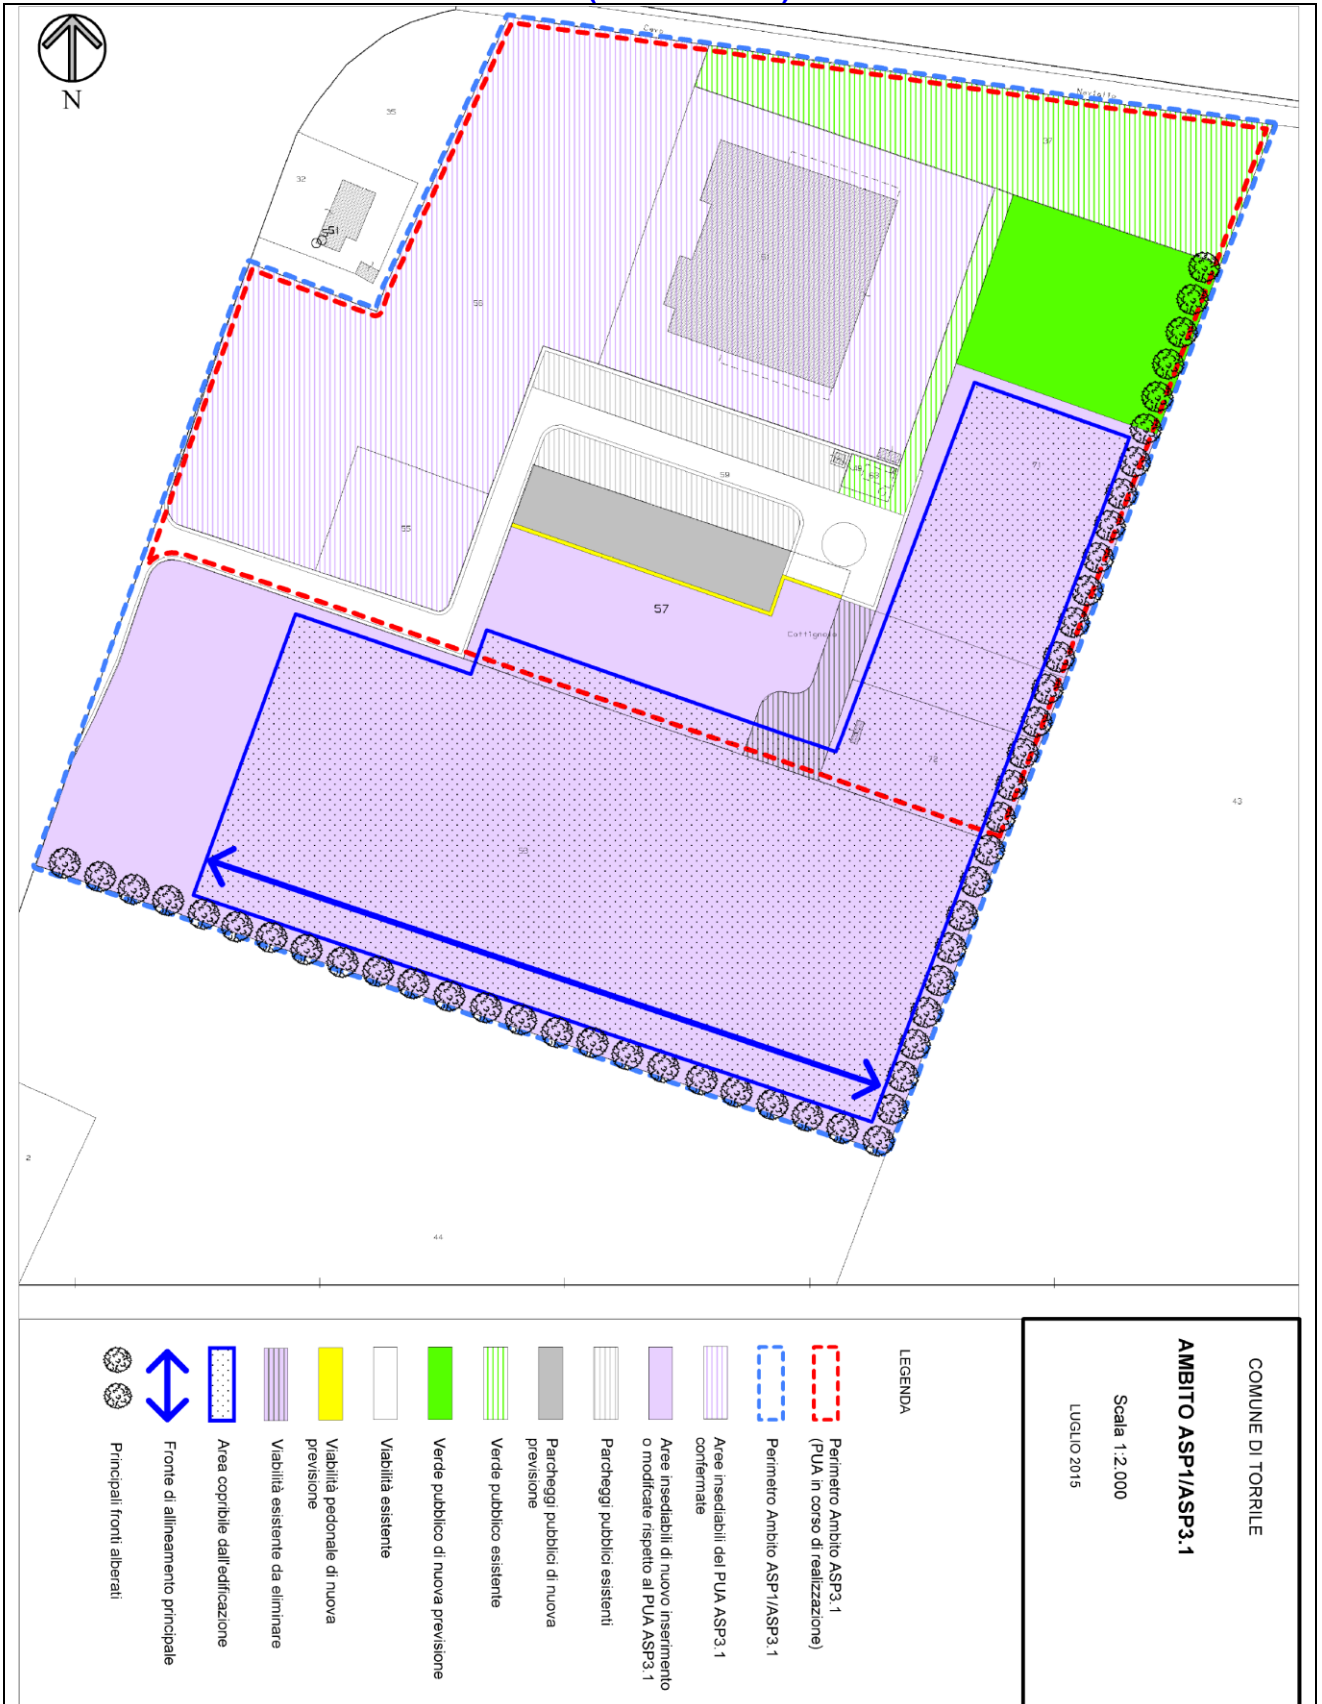 N
Cavo
Naviglio
35
37
32
51
56
55
59
57
43
44
2
COMUNE DI TORRILE
AMBITO ASP1/ASP3.1
Scala 1:2.000
LUGLIO 2015
LEGENDA
Perimetro Ambito ASP3.1
(PUA in corso di realizzazione)
Perimetro Ambito ASP1/ASP3.1
Aree insediabili del PUA ASP3.1
confermate
Aree insediabili di nuovo inserimento
o modificate rispetto al PUA ASP3.1
Parcheggi pubblici esistenti
Parcheggi pubblici di nuova
previsione
Verde pubblico esistente
Verde pubblico di nuova previsione
Viabilità esistente
Viabilità pedonale di nuova
previsione
Viabilità esistente da eliminare
Area copribile dall'edificazione
Fronte di allineamento principale
Principali fronti alberati